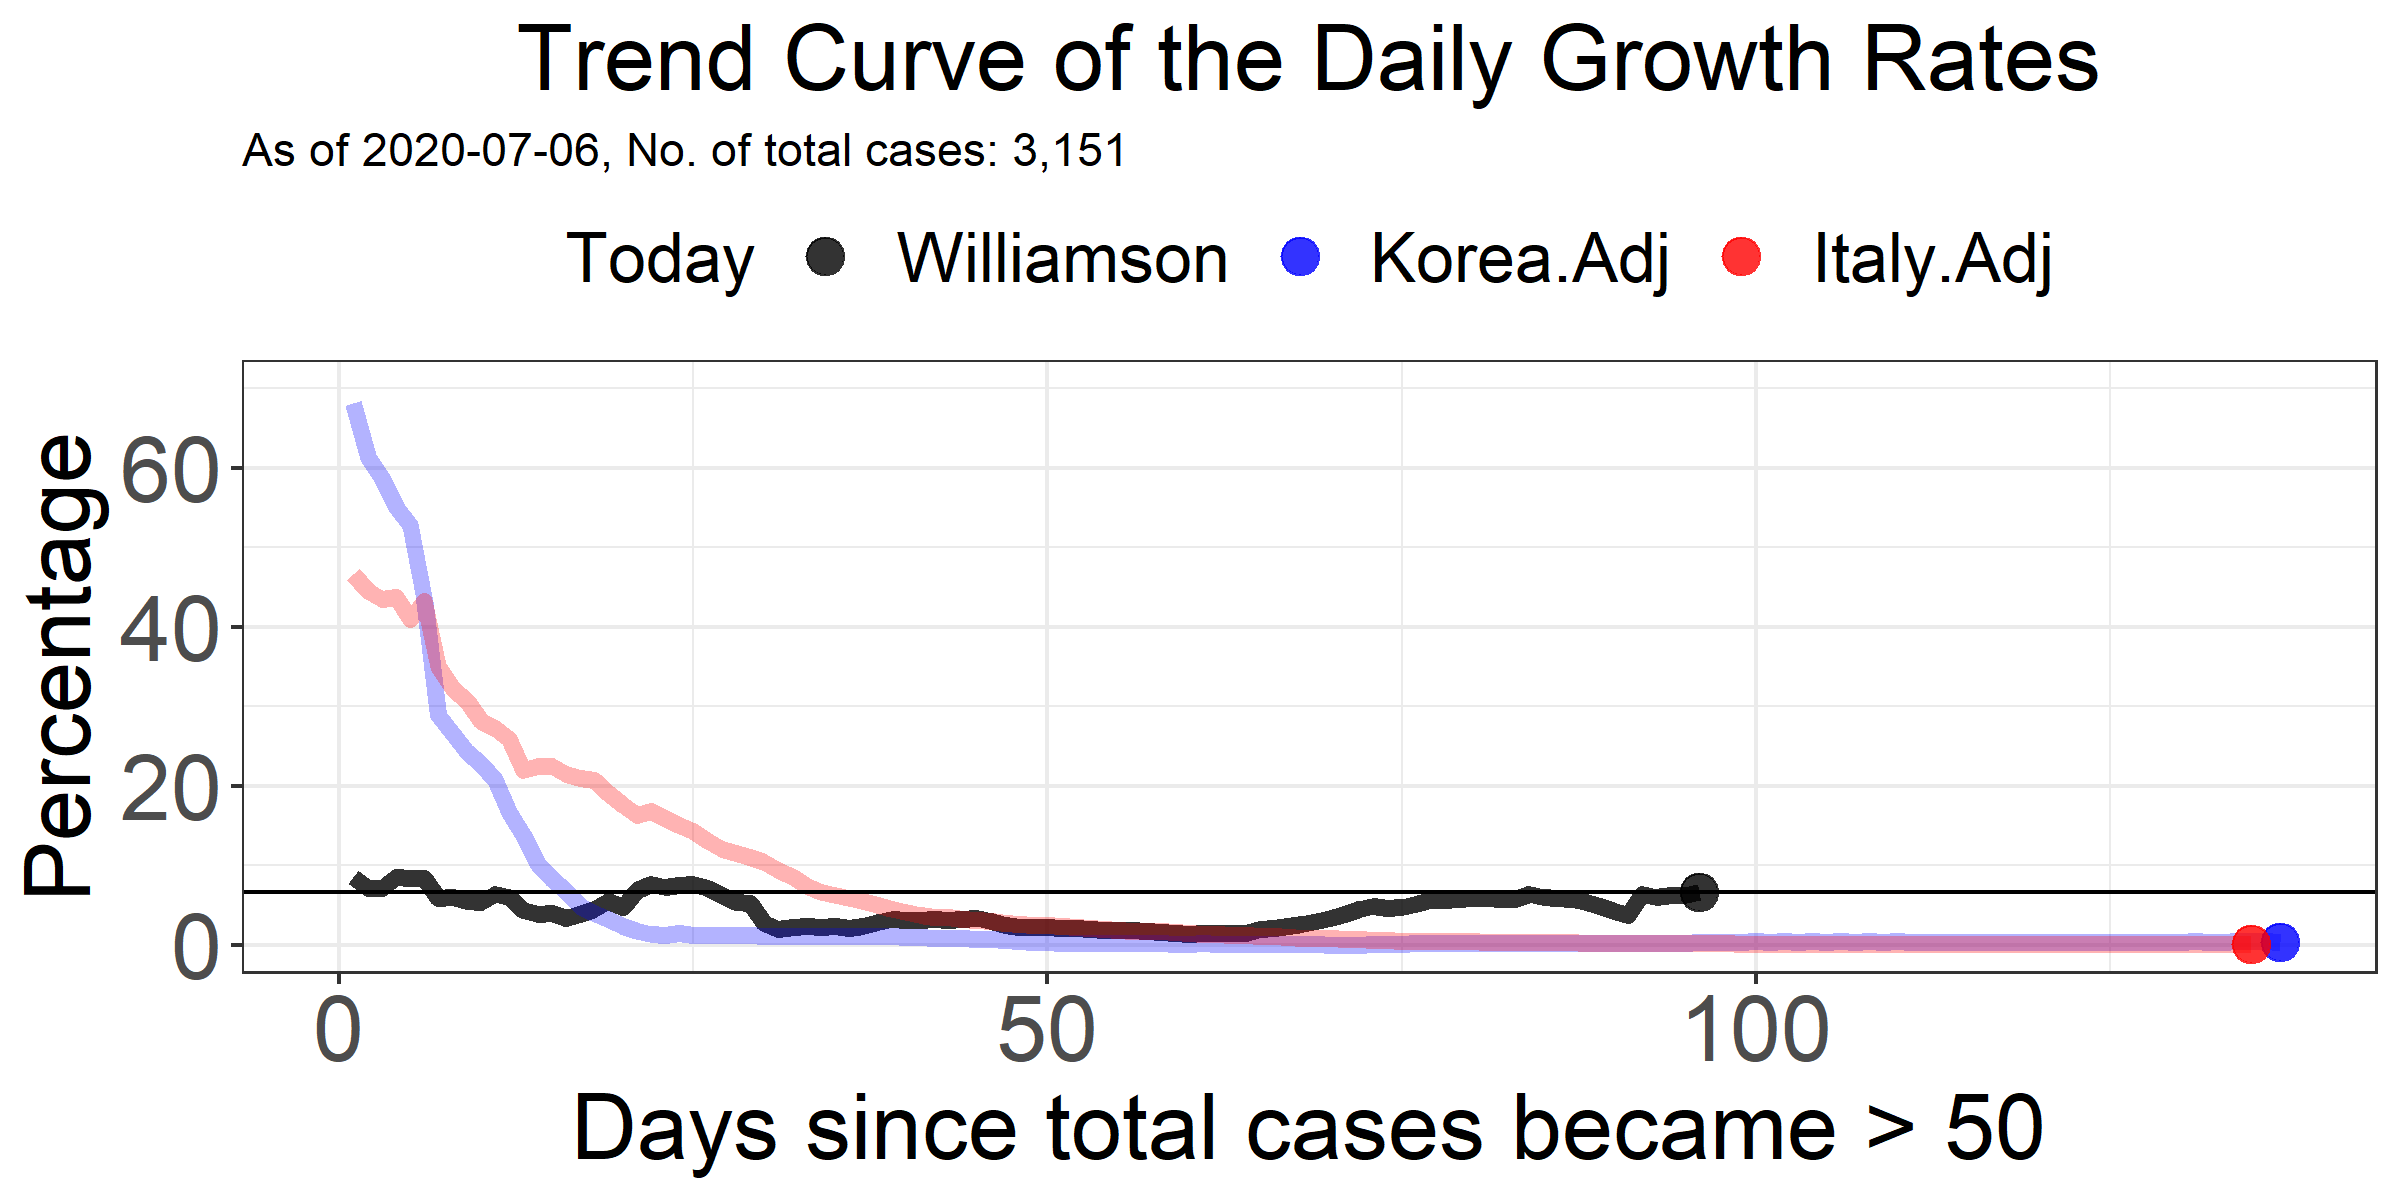 Trend Curve of the Daily Growth Rates
As of 2020-07-06, No. of total cases: 3,151
Today Williamson Korea.Adj Italy.Adj
Percentage
60
40
20
0
0 50 100
Days since total cases became > 50